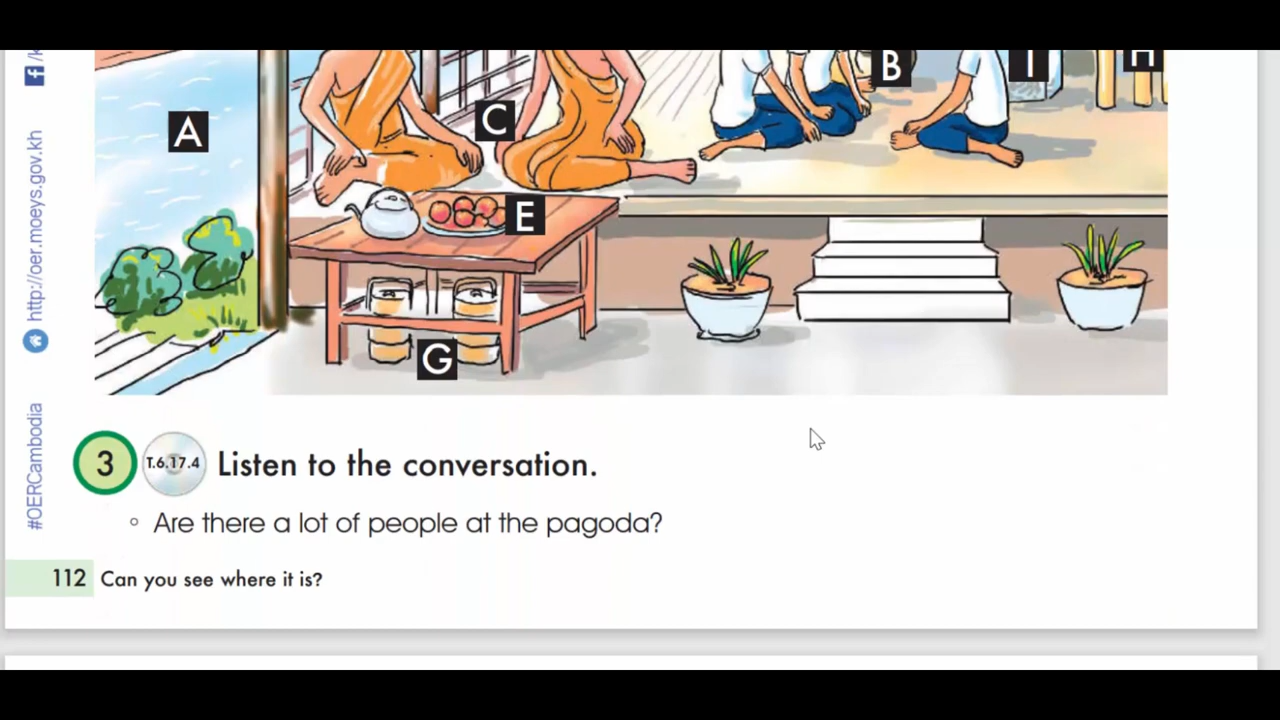 B
I
H
A
C
E
G
3
T.6.17.4
Listen to the conversation.
Are there a lot of people at the pagoda?
112
Can you see where it is?
http://oer.moeys.gov.kh
#OERCambodia